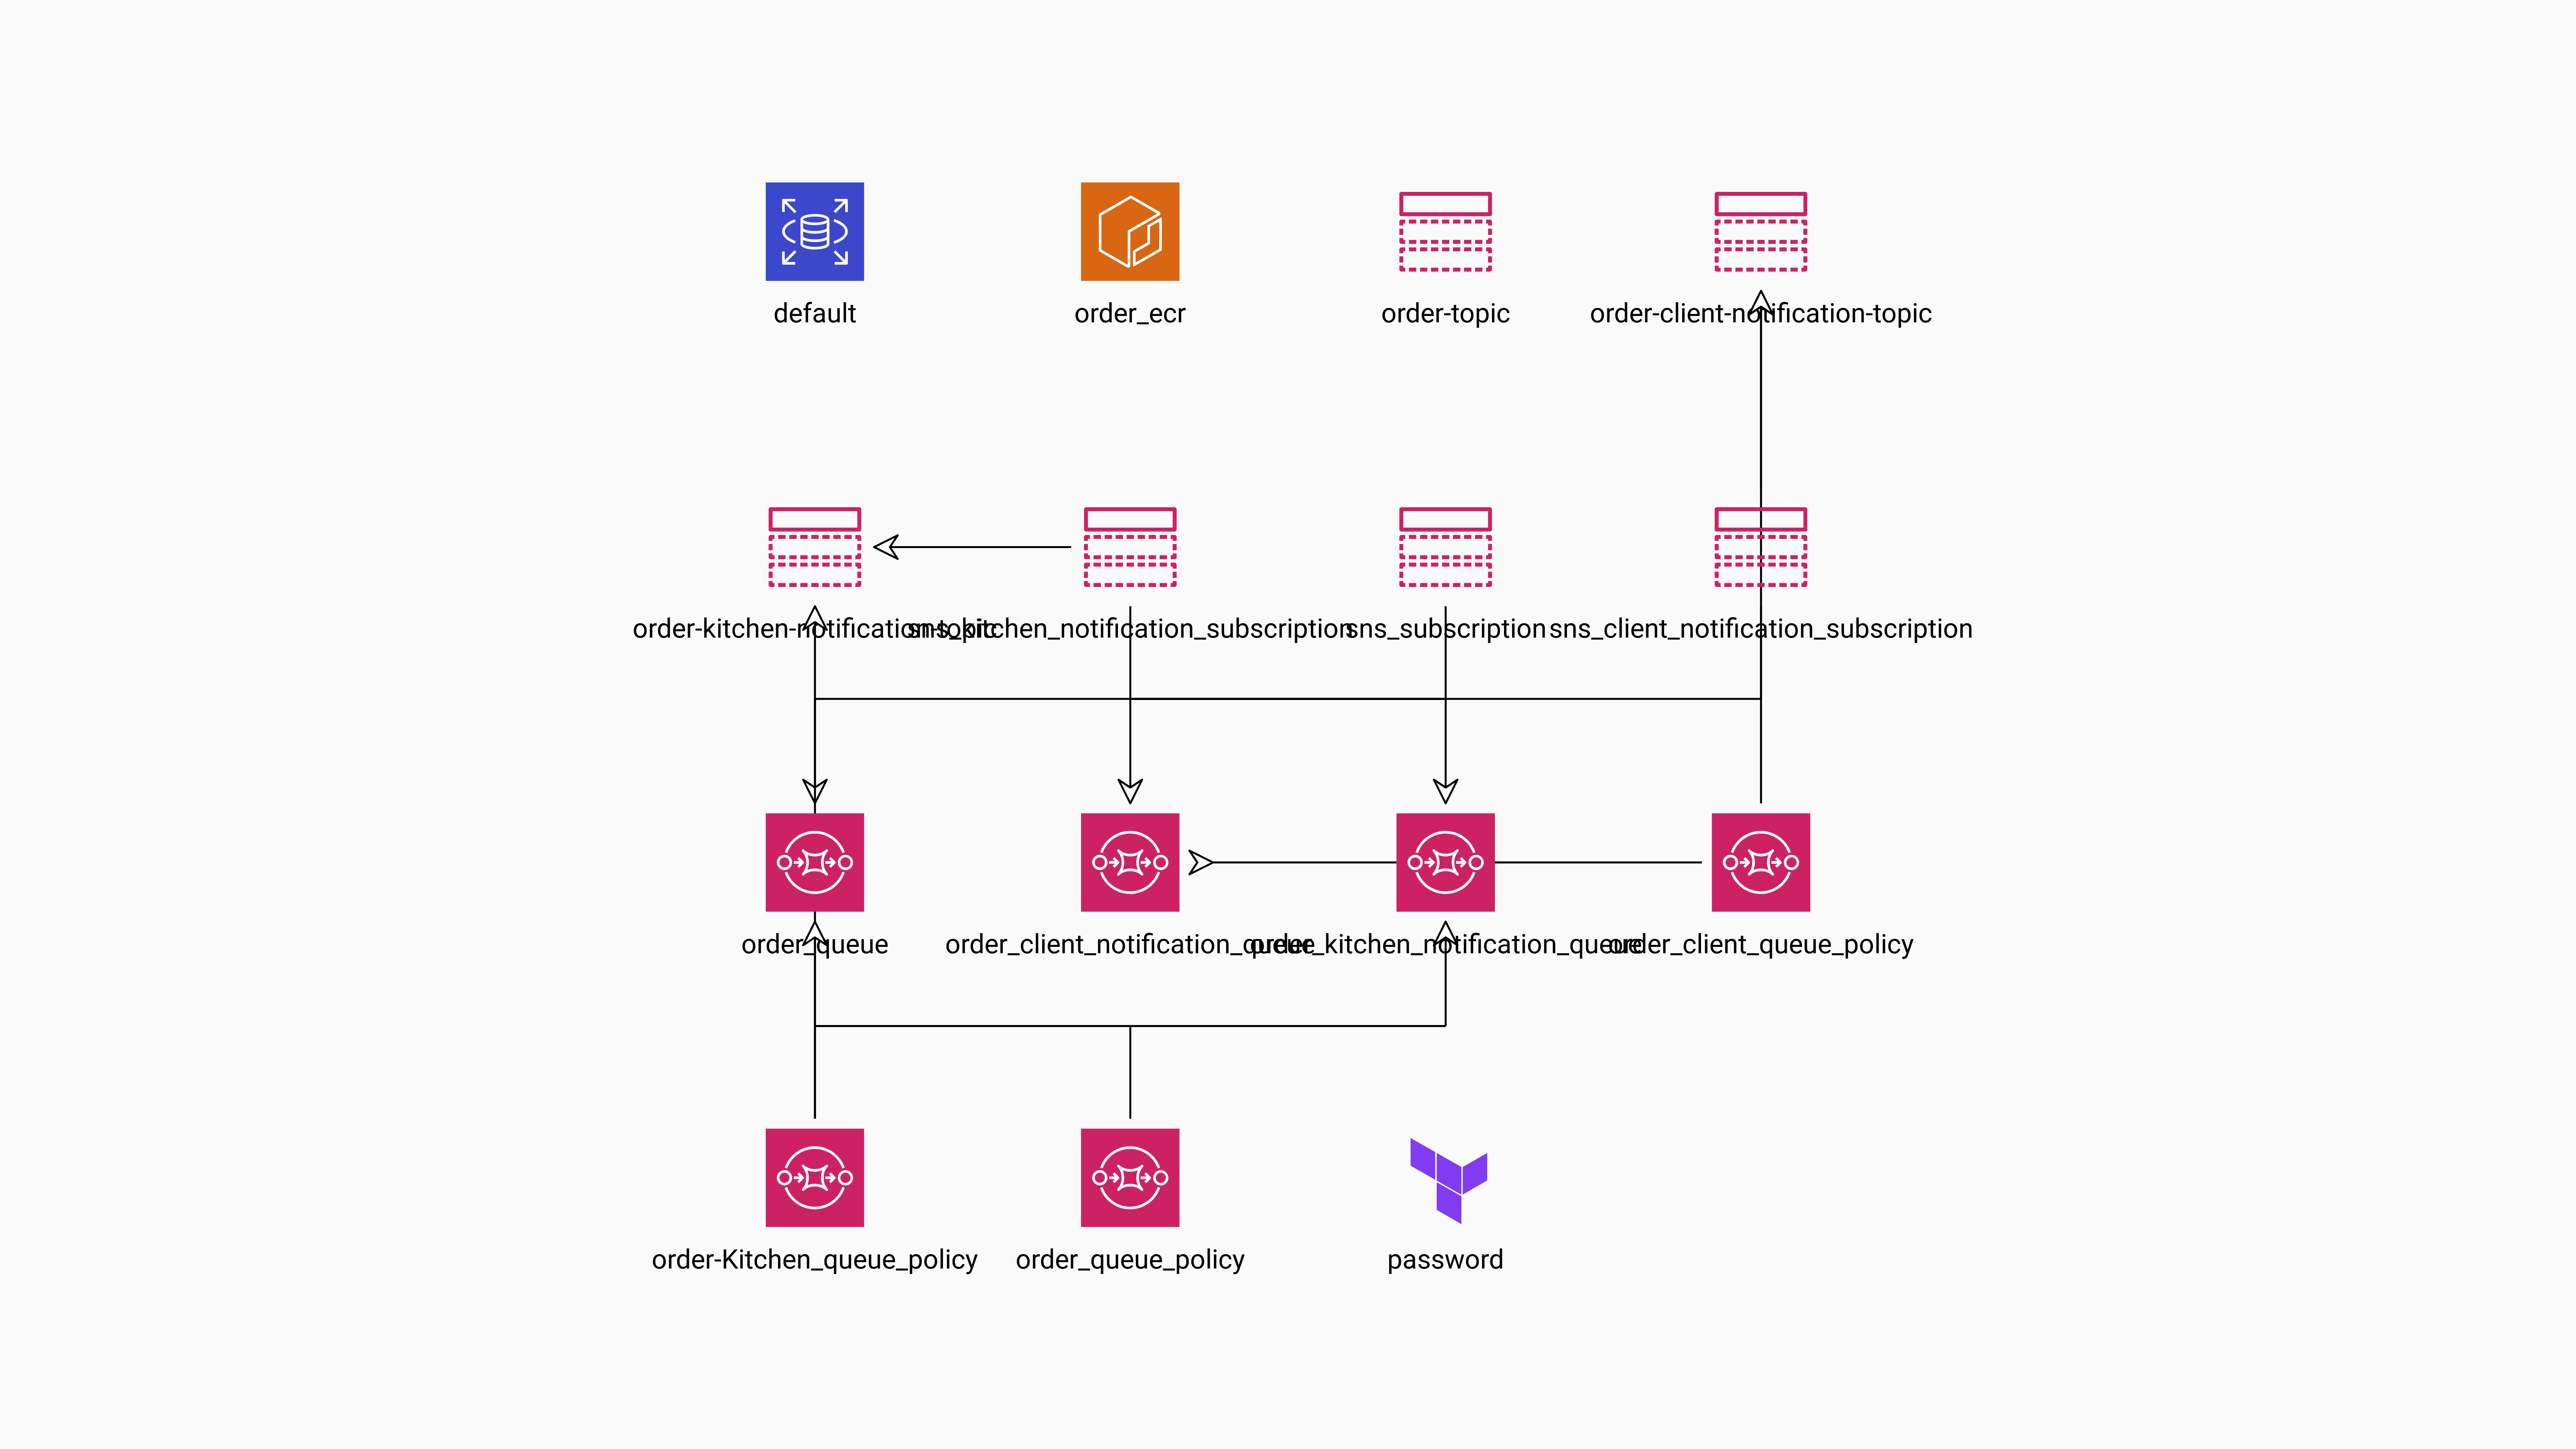 default
order_ecr
order-topic
order-client-notification-topic
order-kitchen-notification-topic
sns_kitchen_notification_subscription
sns_subscription
sns_client_notification_subscription
order_queue
order_client_notification_queue
order_kitchen_notification_queue
order_client_queue_policy
order-Kitchen_queue_policy
order_queue_policy
password